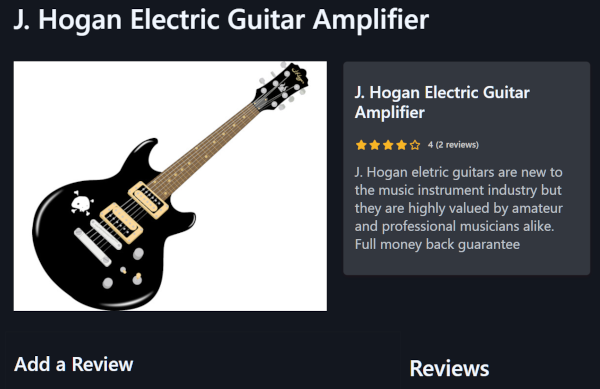 J. Hogan Electric Guitar Amplifier
Hogan
J. Hogan Electric Guitar
Amplifier
4 (2 reviews)
J. Hogan eletric guitars are new to
the music instrument industry but
they are highly valued by amateur
and professional musicians alike.
Full money back guarantee
Add a Review
Reviews